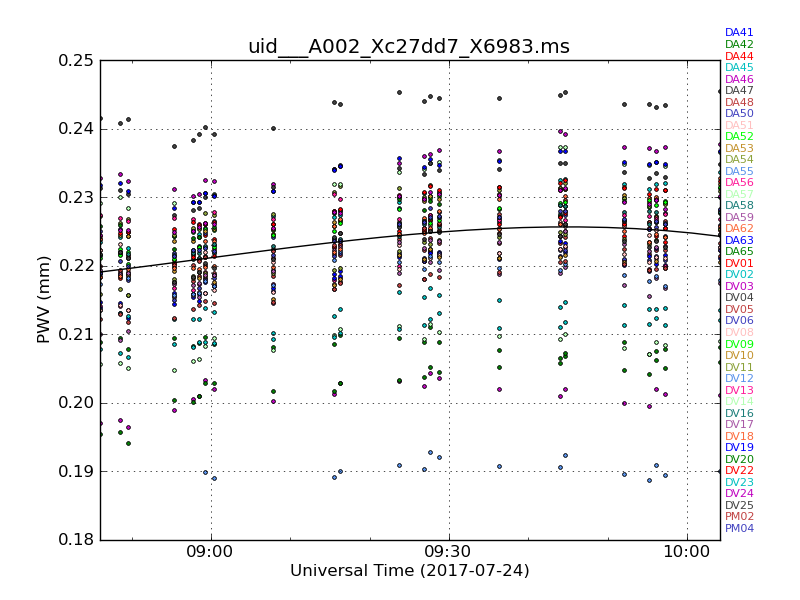 uid___A002_Xc27dd7_X6983.ms
0.25
0.24
0.23
0.22
0.21
0.20
0.19
0.18
PWV (mm)
09:00
09:30
10:00
Universal Time (2017-07-24)
DA41
DA42
DA44
DA45
DA46
DA47
DA48
DA50
DA51
DA52
DA53
DA54
DA55
DA56
DA57
DA58
DA59
DA62
DA63
DA65
DV01
DV02
DV03
DV04
DV05
DV06
DV08
DV09
DV10
DV11
DV12
DV13
DV14
DV16
DV17
DV18
DV19
DV20
DV22
DV23
DV24
DV25
PM02
PM04